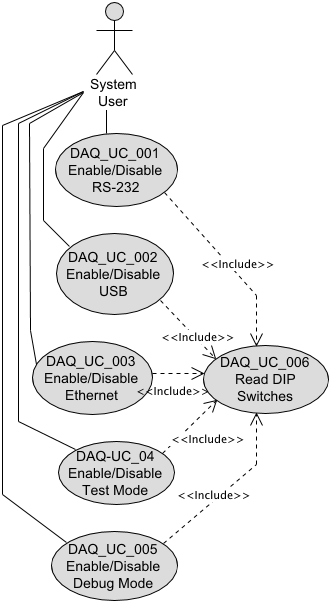 System
User
DAQ_UC_001
Enable/Disable
RS-232
<<Include>>
DAQ_UC_002
Enable/Disable
USB
<<Include>>
DAQ_UC_003
Enable/Disable
Ethernet
<<Include>>
DAQ_UC_006
Read DIP
Switches
DAQ-UC_04
Enable/Disable
Test Mode
<<Include>>
<<Include>>
DAQ_UC_005
Enable/Disable
Debug Mode